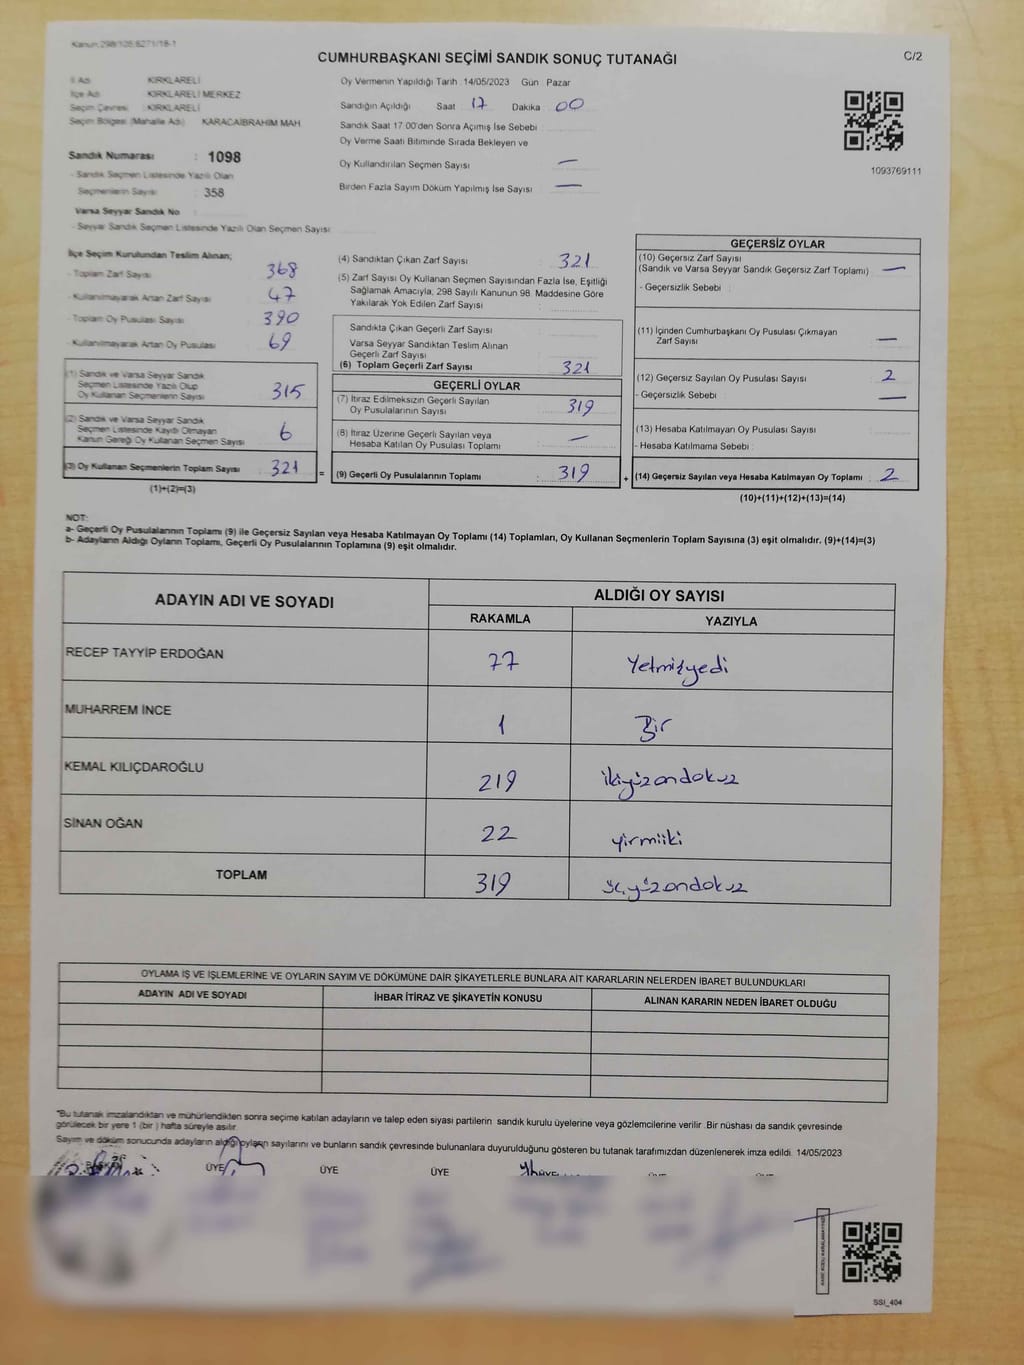 Kanun:298/105;6271/18-1
CUMHURBAŞKANI SEÇİMİ SANDIK SONUÇ TUTANAĞI
C/2
İl Adı KIRKLARELİ
İlçe Adı KIRKLARELİ MERKEZ
Seçim Çevresi : KIRKLARELİ
Seçim Bölgesi (Mahalle Adı) KARACAİBRAHİM MAH
Sandık Numarası : 1098
- Sandık Seçmen Listesinde Yazılı Olan
Seçmenlerin Sayısı : 358
Varsa Seyyar Sandık No :
- Seyyar Sandık Seçmen Listesinde Yazılı Olan Seçmen Sayısı
Oy Vermenin Yapıldığı Tarih : 14/05/2023 Gün Pazar
Sandığın Açıldığı Saat 17 Dakika 00
Sandık Saat 17:00'den Sonra Açımış İse Sebebi
Oy Verme Saati Bitiminde Sırada Bekleyen ve
Oy Kullandırılan Seçmen Sayısı —
Birden Fazla Sayım Döküm Yapılmış İse Sayısı —
1093769111
İlçe Seçim Kurulundan Teslim Alınan;
- Toplam Zarf Sayısı 368
- Kullanılmayarak Artan Zarf Sayısı 47
- Toplam Oy Pusulası Sayısı 390
- Kullanılmayarak Artan Oy Pusulası 69
(1) Sandık ve Varsa Seyyar Sandık
Seçmen Listesinde Yazılı Olup
Oy Kullanan Seçmenlerin Sayısı 315
(2) Sandık ve Varsa Seyyar Sandık
Seçmen Listesinde Kayıtlı Olmayan
Kanun Gereği Oy Kullanan Seçmen Sayısı 6
(3) Oy Kullanan Seçmenlerin Toplam Sayısı 321 =
(1)+(2)=(3)
(4) Sandıktan Çıkan Zarf Sayısı 321
(5) Zarf Sayısı Oy Kullanan Seçmen Sayısından Fazla İse, Eşitliği
Sağlamak Amacıyla, 298 Sayılı Kanunun 98. Maddesine Göre
Yakılarak Yok Edilen Zarf Sayısı
Sandıkta Çıkan Geçerli Zarf Sayısı
Varsa Seyyar Sandıktan Teslim Alınan
Geçerli Zarf Sayısı
(6) Toplam Geçerli Zarf Sayısı 321
GEÇERLİ OYLAR
(7) İtiraz Edilmeksizin Geçerli Sayılan
Oy Pusulalarının Sayısı 319
(8) İtiraz Üzerine Geçerli Sayılan veya
Hesaba Katılan Oy Pusulası Toplamı —
(9) Geçerli Oy Pusulalarının Toplamı : 319 +
GEÇERSİZ OYLAR
(10) Geçersiz Zarf Sayısı
(Sandık ve Varsa Seyyar Sandık Geçersiz Zarf Toplamı) —
- Geçersizlik Sebebi :
(11) İçinden Cumhurbaşkanı Oy Pusulası Çıkmayan
Zarf Sayısı —
(12) Geçersiz Sayılan Oy Pusulası Sayısı 2
- Geçersizlik Sebebi : —
(13) Hesaba Katılmayan Oy Pusulası Sayısı
- Hesaba Katılmama Sebebi :
(14) Geçersiz Sayılan veya Hesaba Katılmayan Oy Toplamı : 2
(10)+(11)+(12)+(13)=(14)
NOT:
a- Geçerli Oy Pusulalarının Toplamı (9) ile Geçersiz Sayılan veya Hesaba Katılmayan Oy Toplamı (14) Toplamları, Oy Kullanan Seçmenlerin Toplam Sayısına (3) eşit olmalıdır. (9)+(14)=(3)
b- Adayların Aldığı Oyların Toplamı, Geçerli Oy Pusulalarının Toplamına (9) eşit olmalıdır.
ADAYIN ADI VE SOYADI ALDIĞI OY SAYISI
RAKAMLA YAZIYLA
RECEP TAYYİP ERDOĞAN 77 Yetmişyedi
MUHARREM İNCE 1 Bir
KEMAL KILIÇDAROĞLU 219 ikiyüzondokuz
SİNAN OĞAN 22 yirmiiki
TOPLAM 319 üçyüzondokuz
OYLAMA İŞ VE İŞLEMLERİNE VE OYLARIN SAYIM VE DÖKÜMÜNE DAİR ŞİKAYETLERLE BUNLARA AİT KARARLARIN NELERDEN İBARET BULUNDUKLARI
ADAYIN ADI VE SOYADI İHBAR İTİRAZ VE ŞİKAYETİN KONUSU ALINAN KARARIN NEDEN İBARET OLDUĞU
*Bu tutanak imzalandıktan ve mühürlendikten sonra seçime katılan adayların ve talep eden siyasi partilerin sandık kurulu üyelerine veya gözlemcilerine verilir. Bir nüshası da sandık çevresinde
görülecek bir yere 1 (bir ) hafta süreyle asılır.
Sayım ve döküm sonucunda adayların aldığı oyların sayılarını ve bunların sandık çevresinde bulunanlara duyurulduğunu gösteren bu tutanak tarafımızdan düzenlenerek imza edildi. 14/05/2023
BAŞKAN ÜYE ÜYE ÜYE
SSI_404